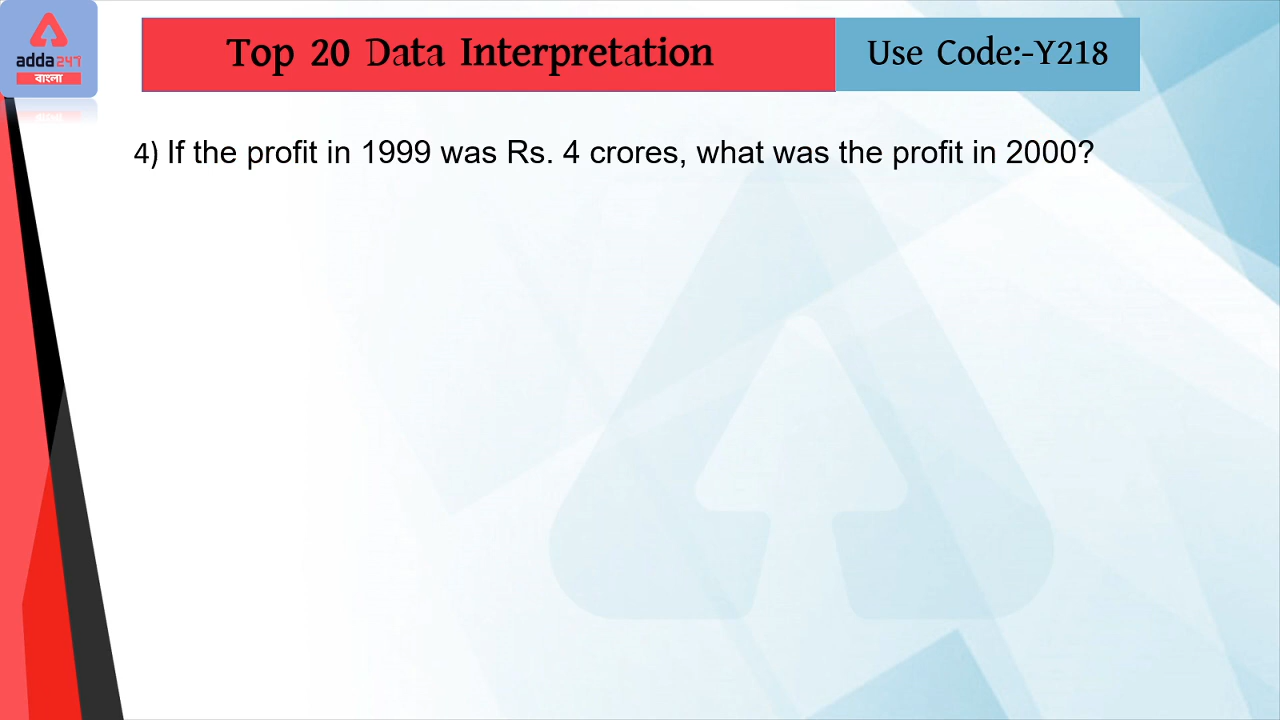 adda247
বাংলা
Top 20 Data Interpretation
Use Code:-Y218
4) If the profit in 1999 was Rs. 4 crores, what was the profit in 2000?